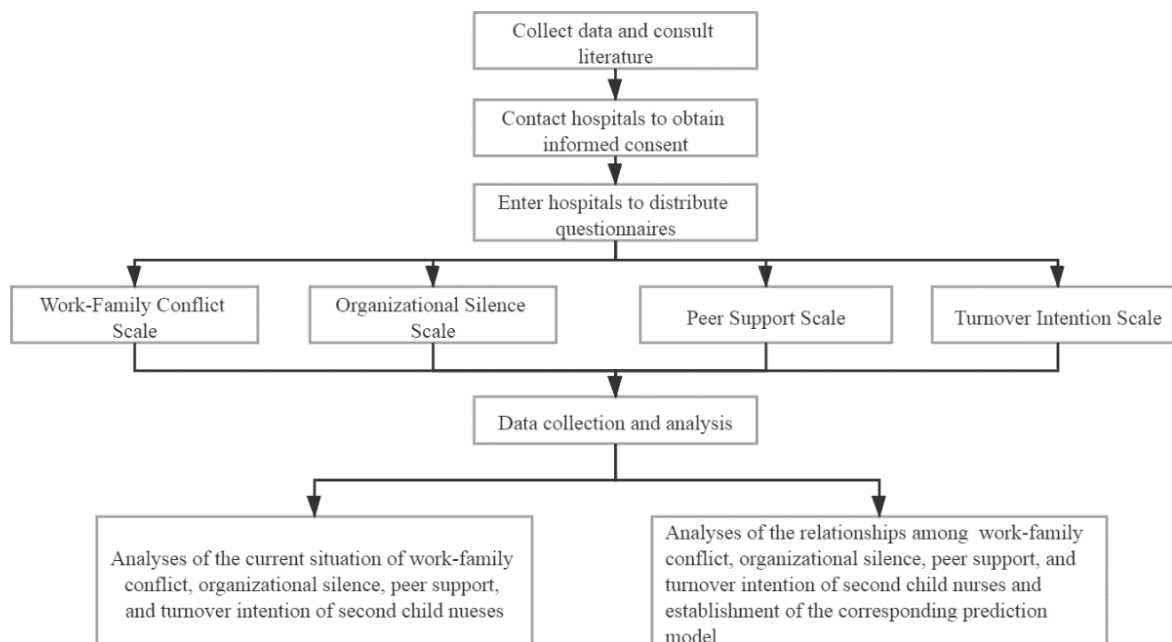 Collect data and consult
literature
Contact hospitals to obtain
informed consent
Enter hospitals to distribute
questionnaires
Work-Family Conflict
Scale
Organizational Silence
Scale
Peer Support Scale
Turnover Intention Scale
Data collection and analysis
Analyses of the current situation of work-family
conflict, organizational silence, peer support,
and turnover intention of second child nueses
Analyses of the relationships among work-family
conflict, organizational silence, peer support, and
turnover intention of second child nurses and
establishment of the corresponding prediction
model